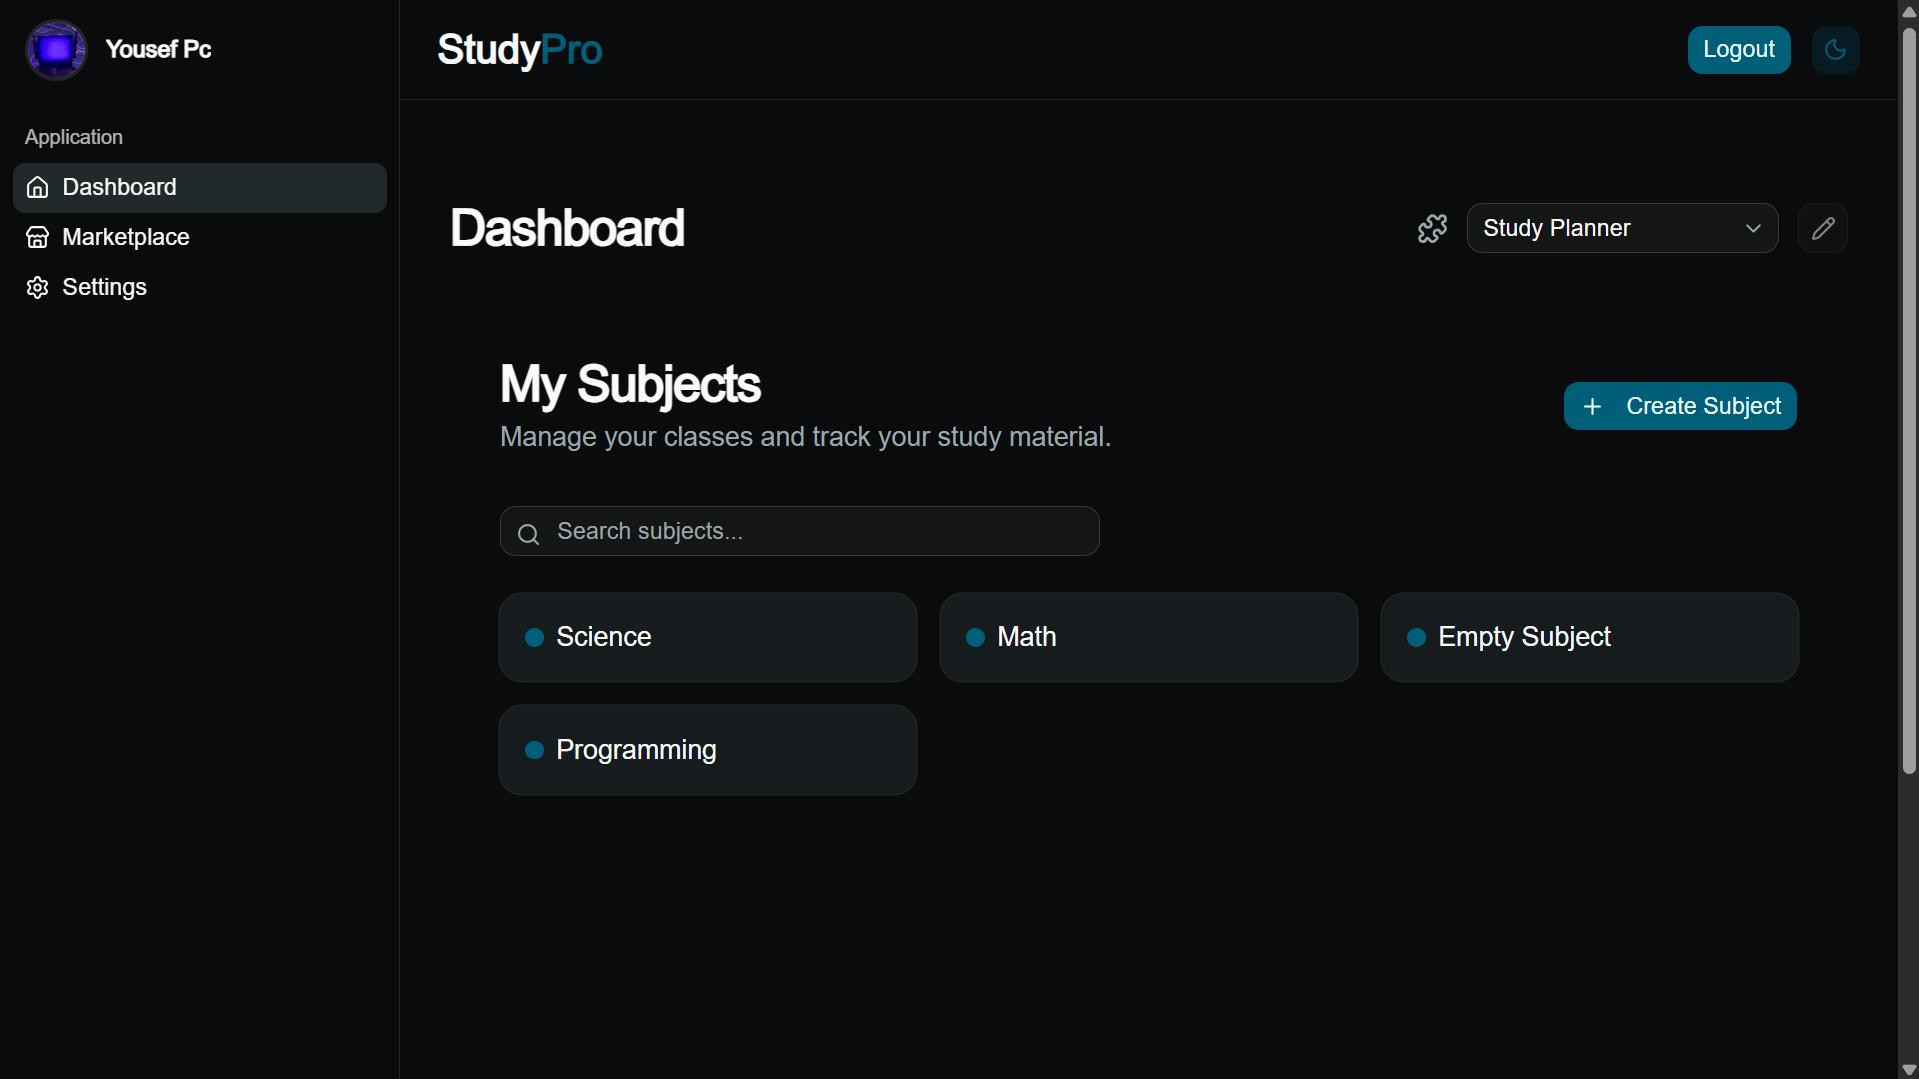 Yousef Pc
StudyPro
Logout
Application
Dashboard
Marketplace
Settings
Dashboard
Study Planner
My Subjects
Manage your classes and track your study material.
Create Subject
Search subjects...
Science
Math
Empty Subject
Programming